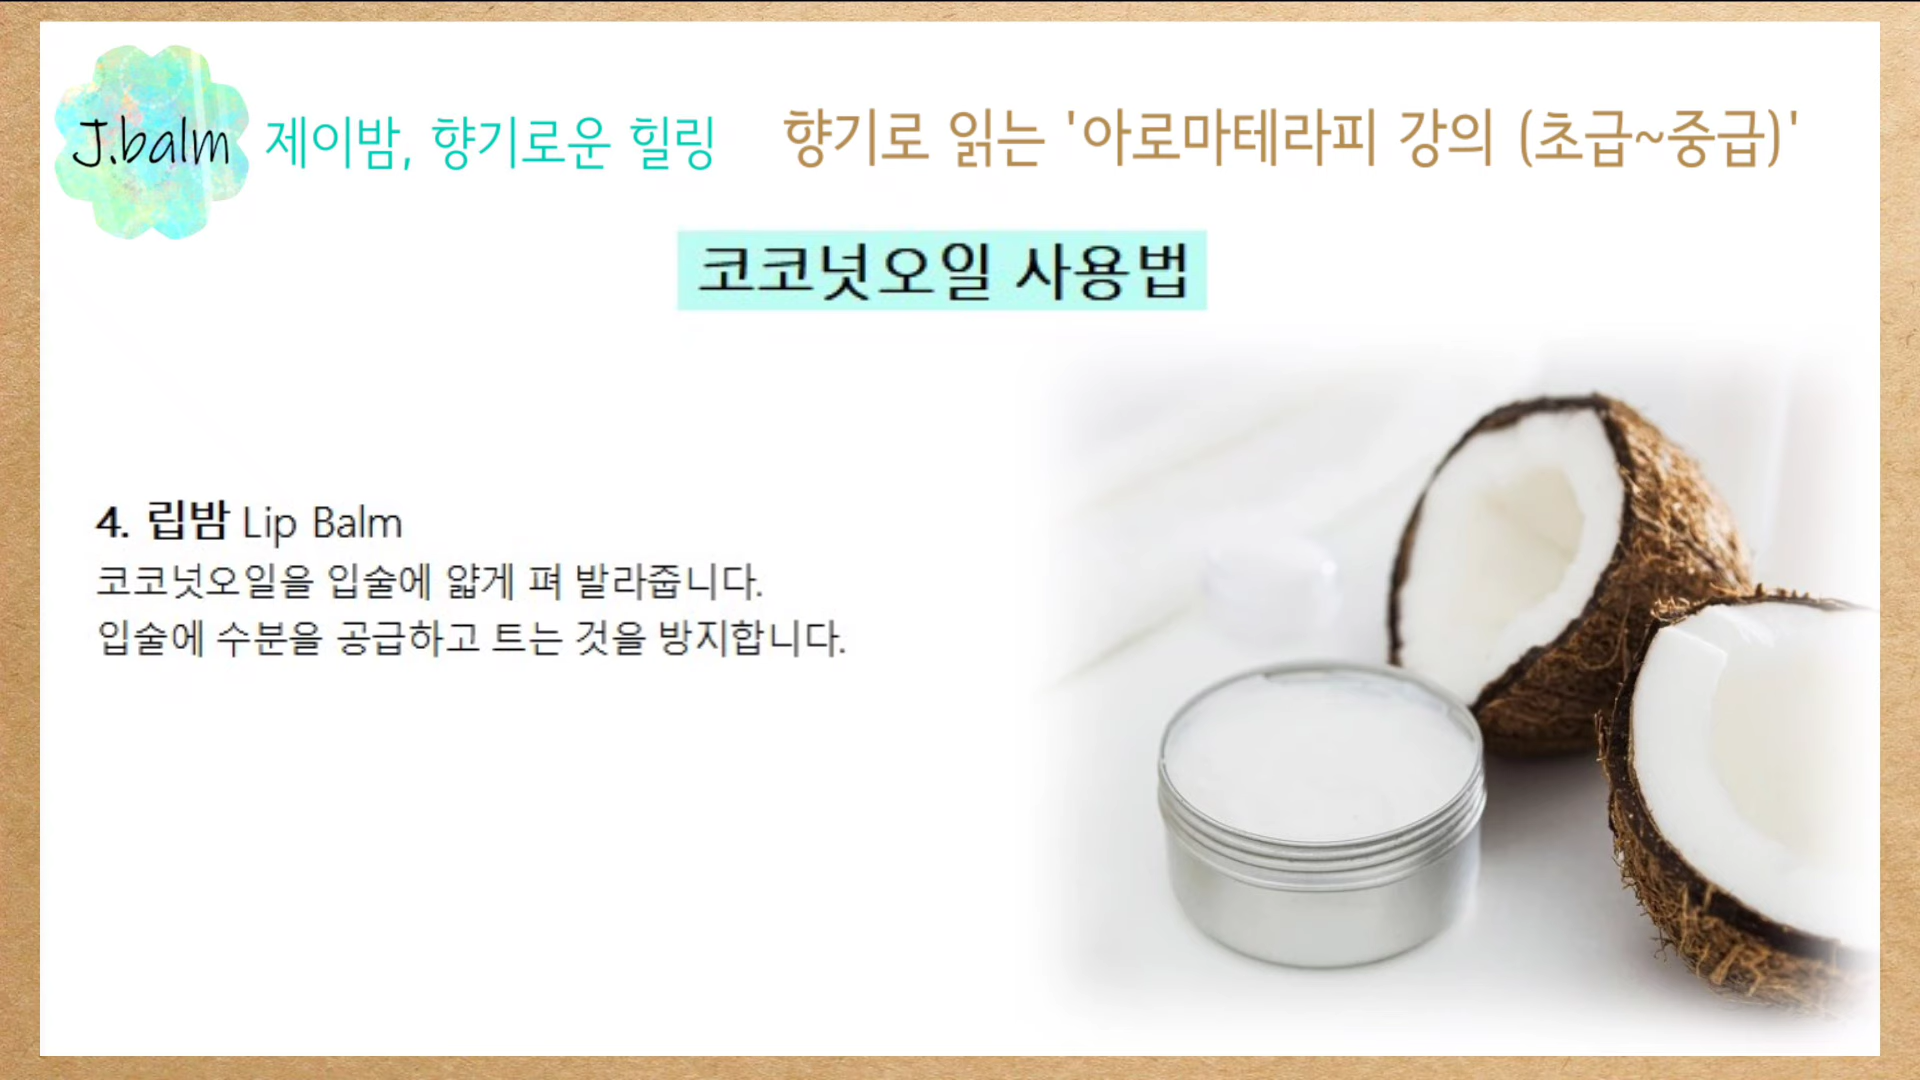 J.balm
제이밤, 향기로운 힐링
향기로 읽는 '아로마테라피 강의 (초급~중급)'
코코넛오일 사용법
4. 립밤 Lip Balm
코코넛오일을 입술에 얇게 펴 발라줍니다.
입술에 수분을 공급하고 트는 것을 방지합니다.